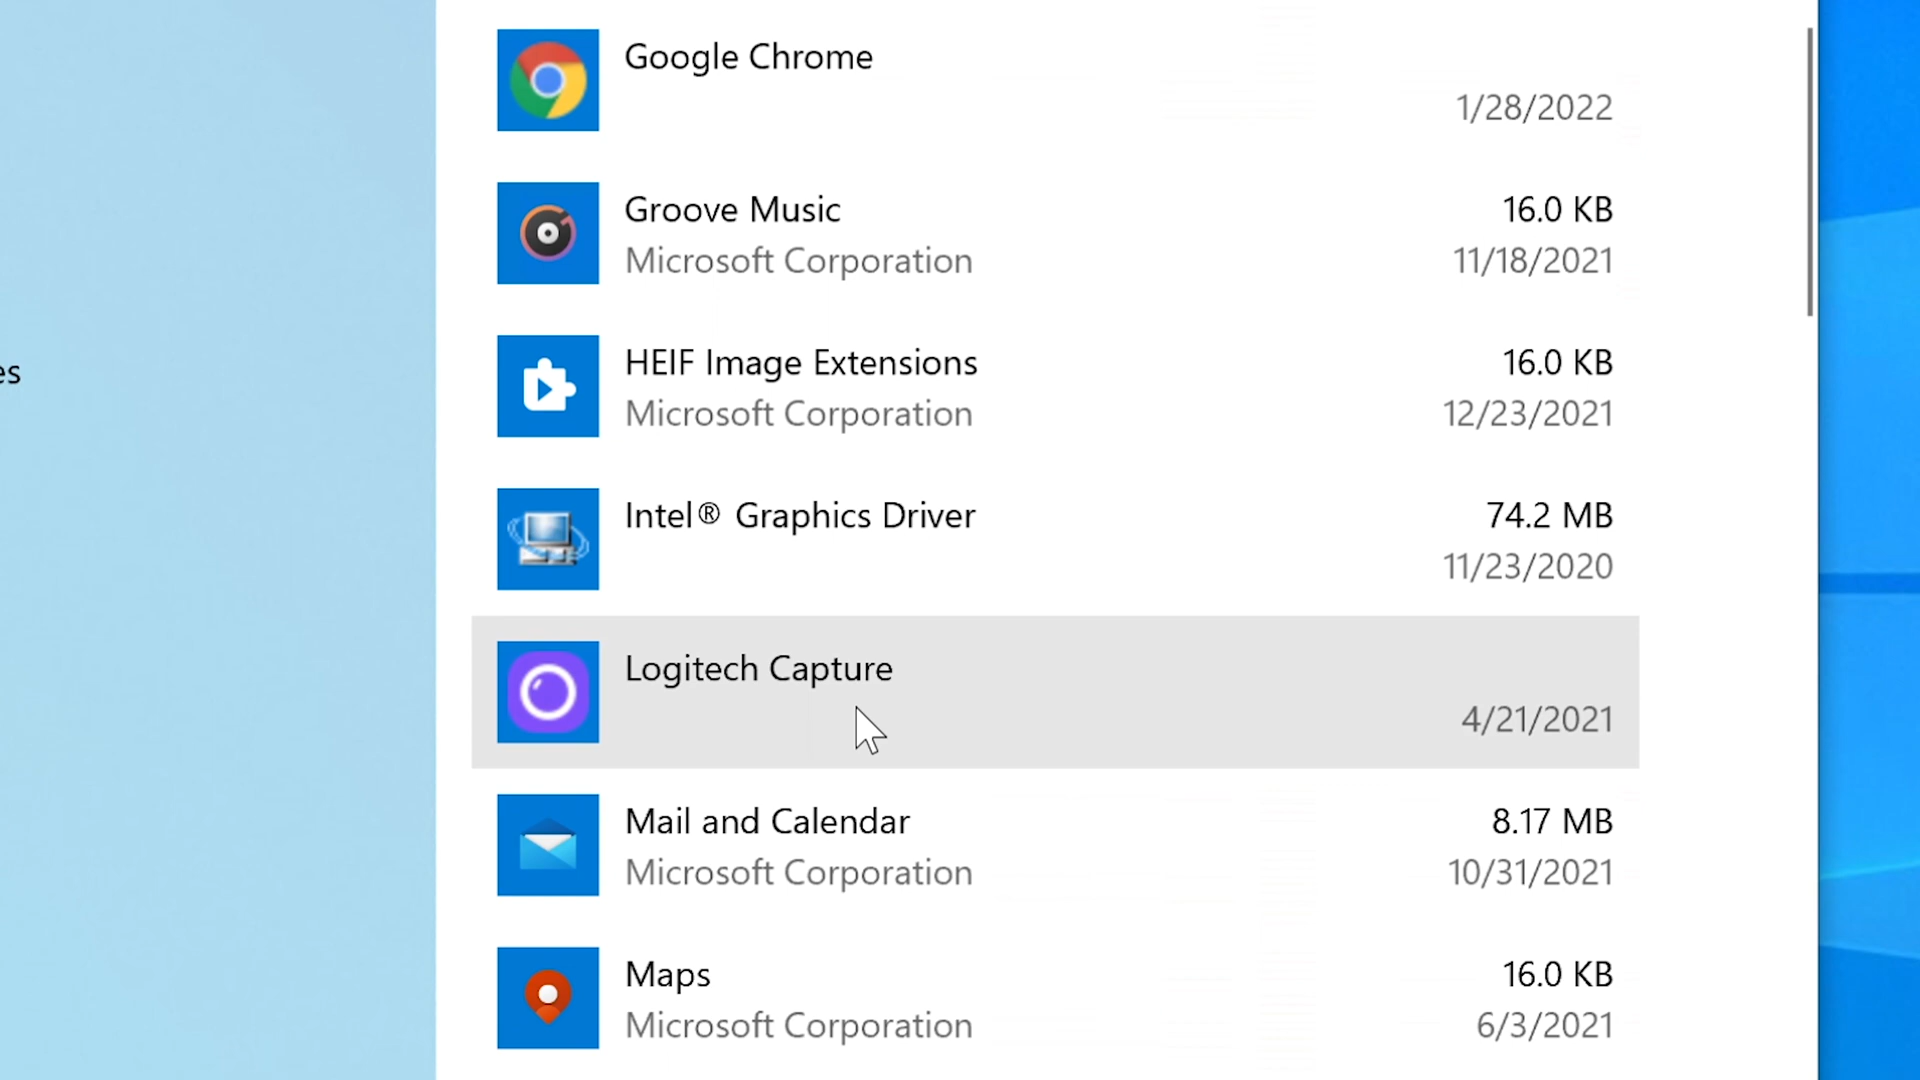 Google Chrome
1/28/2022
Groove Music 16.0 KB
Microsoft Corporation 11/18/2021
es
HEIF Image Extensions 16.0 KB
Microsoft Corporation 12/23/2021
Intel® Graphics Driver 74.2 MB
11/23/2020
Logitech Capture
4/21/2021
Mail and Calendar 8.17 MB
Microsoft Corporation 10/31/2021
Maps 16.0 KB
Microsoft Corporation 6/3/2021